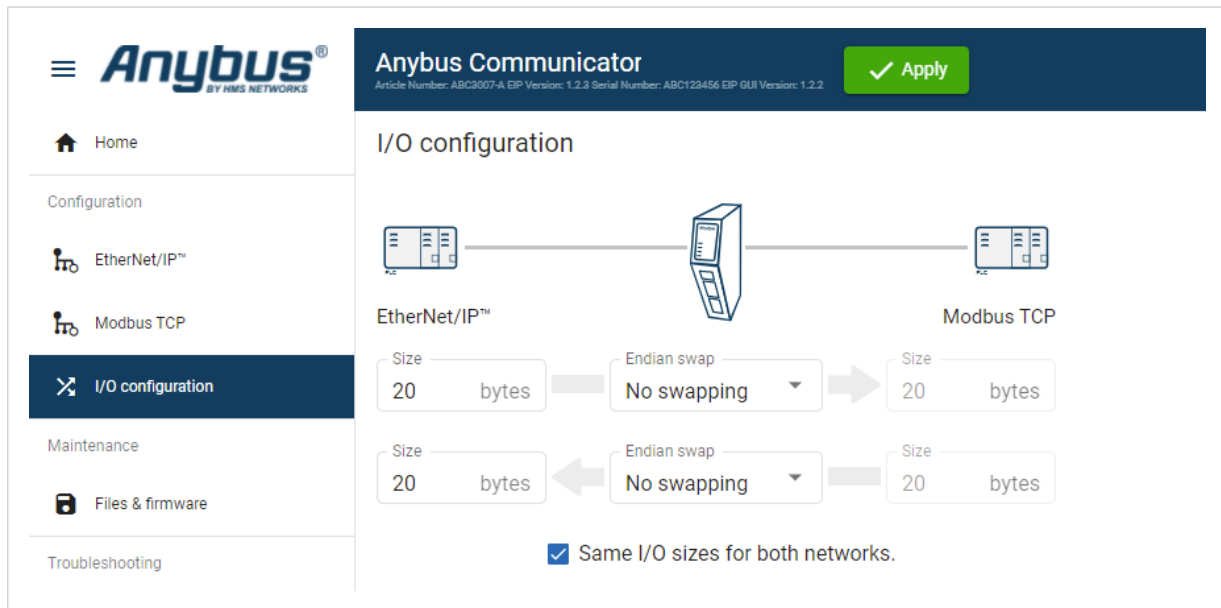 Anybus®
BY HMS NETWORKS
Anybus Communicator
Article Number: ABC3007-A EIP Version: 1.2.3 Serial Number: ABC123456 EIP GUI Version: 1.2.2
Apply
Home
Configuration
EtherNet/IP™
Modbus TCP
I/O configuration
Maintenance
Files & firmware
Troubleshooting
I/O configuration
PLC
PLC
EtherNet/IP™
Modbus TCP
Size
Endian swap
Size
20 bytes
No swapping
20 bytes
Size
Endian swap
Size
20 bytes
No swapping
20 bytes
Same I/O sizes for both networks.